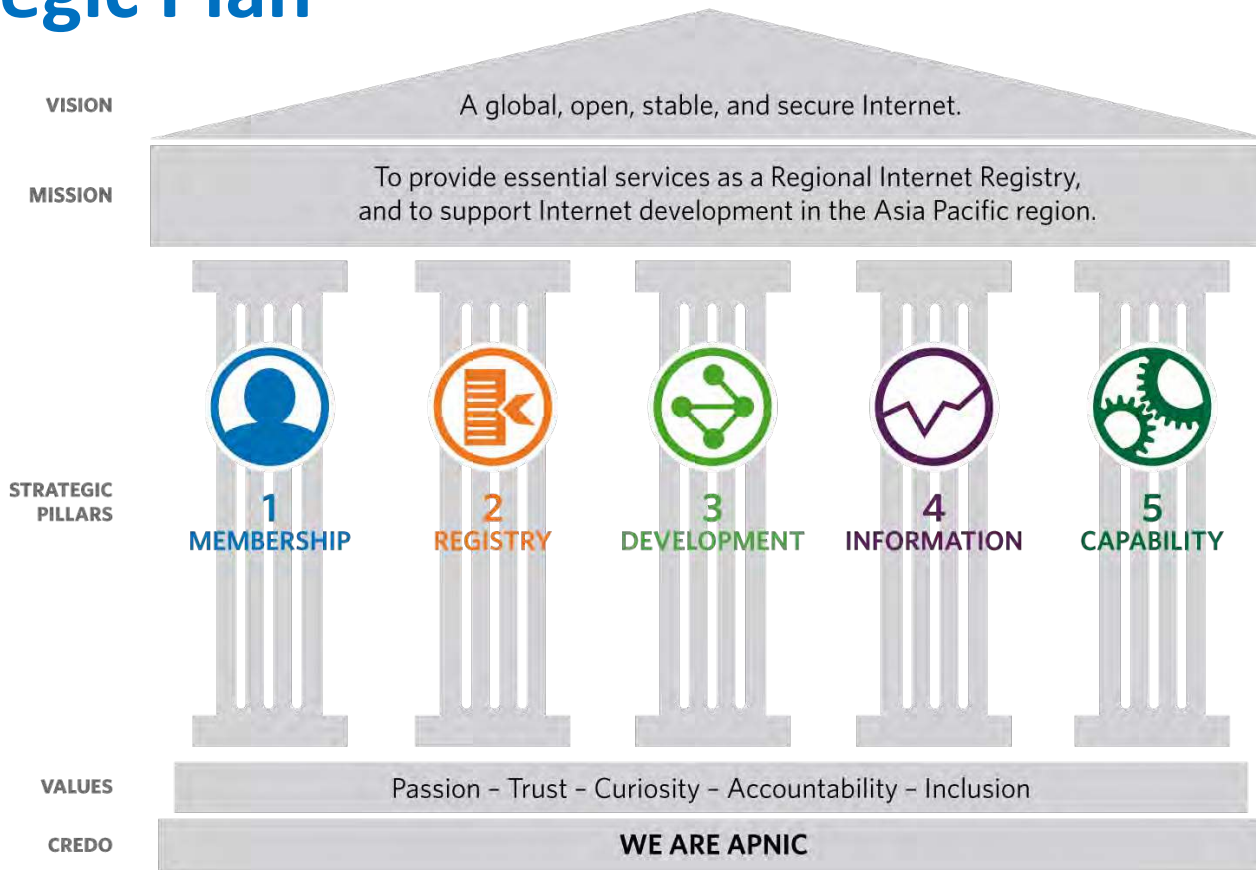 egic Plan
VISION
A global, open, stable, and secure Internet.
MISSION
To provide essential services as a Regional Internet Registry,
and to support Internet development in the Asia Pacific region.
STRATEGIC
PILLARS
1
MEMBERSHIP
2
REGISTRY
3
DEVELOPMENT
4
INFORMATION
5
CAPABILITY
VALUES
Passion – Trust – Curiosity – Accountability – Inclusion
CREDO
WE ARE APNIC